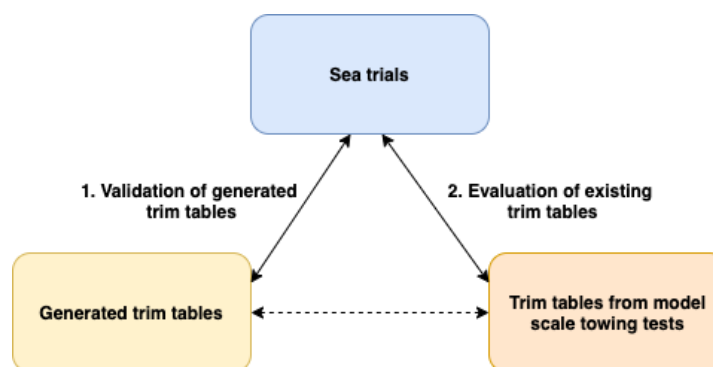 Sea trials
1. Validation of generated
trim tables
2. Evaluation of existing
trim tables
Generated trim tables
Trim tables from model
scale towing tests